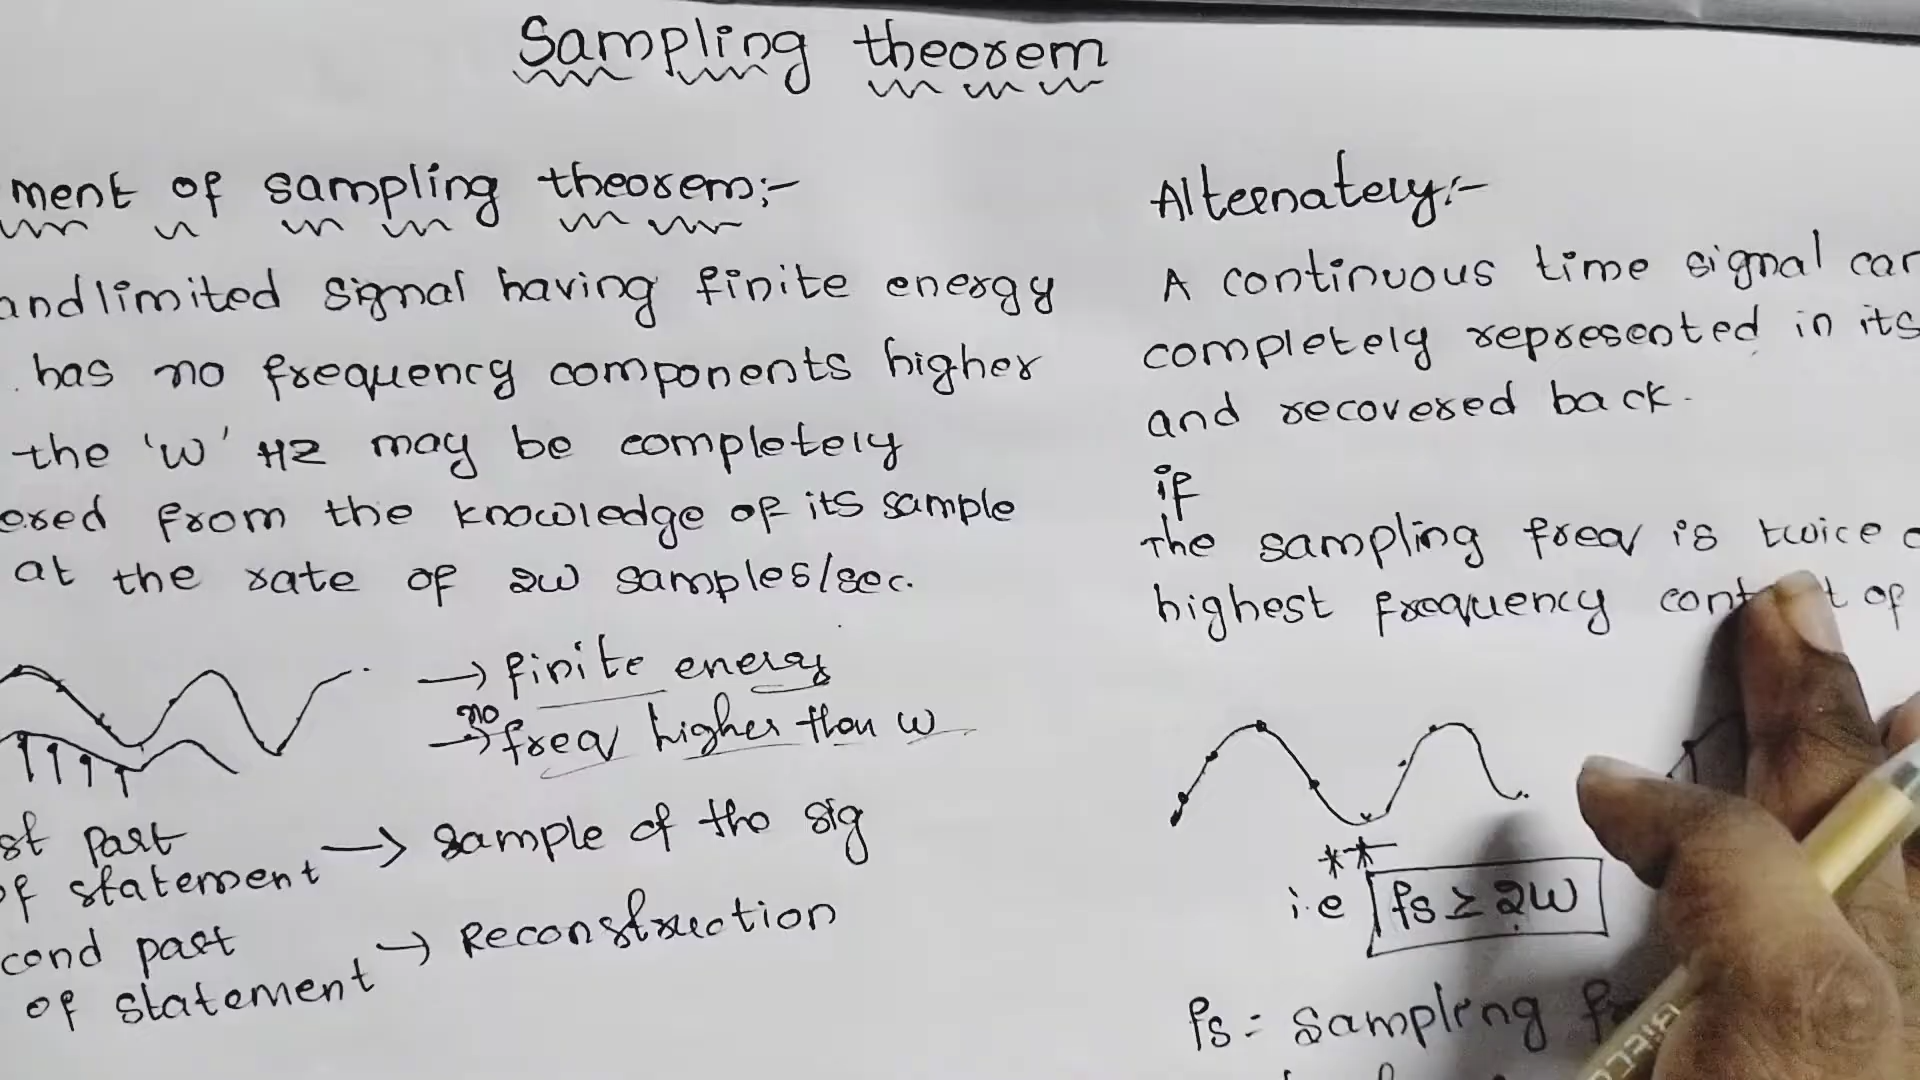 Sampling theorem
ment of sampling theorem:-
andlimited signal having finite energy
has no frequency components higher
the 'W' HZ may be completely
ered from the knowledge of its sample
at the rate of 2W samples/sec.
→ finite energy
no
→ freq higher than W
st part
of statement → sample of the sig
cond part
of statement → Reconstruction
Alternately:-
A continuous time signal can
completely represented in its
and recovered back.
if
The sampling freq is twice
highest frequency content of
**
i.e fs ≥ 2W
fs = sampling